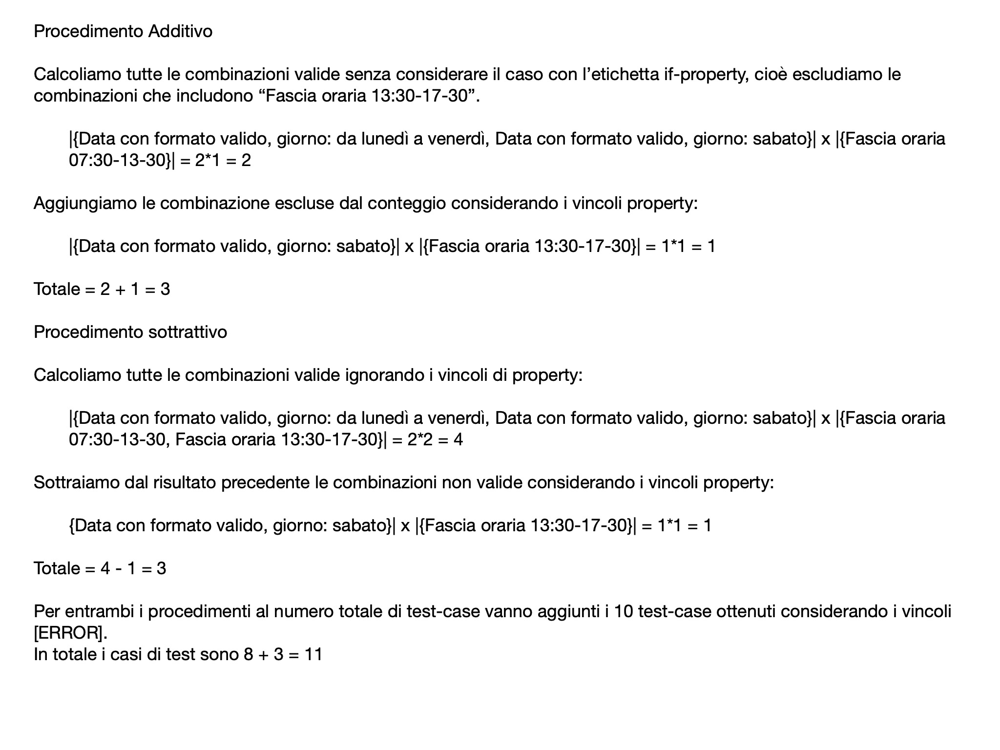 Procedimento Additivo
Calcoliamo tutte le combinazioni valide senza considerare il caso con l’etichetta if-property, cioè escludiamo le
combinazioni che includono “Fascia oraria 13:30-17-30”.
|{Data con formato valido, giorno: da lunedì a venerdì, Data con formato valido, giorno: sabato}| x |{Fascia oraria
07:30-13-30}| = 2*1 = 2
Aggiungiamo le combinazione escluse dal conteggio considerando i vincoli property:
|{Data con formato valido, giorno: sabato}| x |{Fascia oraria 13:30-17-30}| = 1*1 = 1
Totale = 2 + 1 = 3
Procedimento sottrattivo
Calcoliamo tutte le combinazioni valide ignorando i vincoli di property:
|{Data con formato valido, giorno: da lunedì a venerdì, Data con formato valido, giorno: sabato}| x |{Fascia oraria
07:30-13-30, Fascia oraria 13:30-17-30}| = 2*2 = 4
Sottraiamo dal risultato precedente le combinazioni non valide considerando i vincoli property:
{Data con formato valido, giorno: sabato}| x |{Fascia oraria 13:30-17-30}| = 1*1 = 1
Totale = 4 - 1 = 3
Per entrambi i procedimenti al numero totale di test-case vanno aggiunti i 10 test-case ottenuti considerando i vincoli
[ERROR].
In totale i casi di test sono 8 + 3 = 11